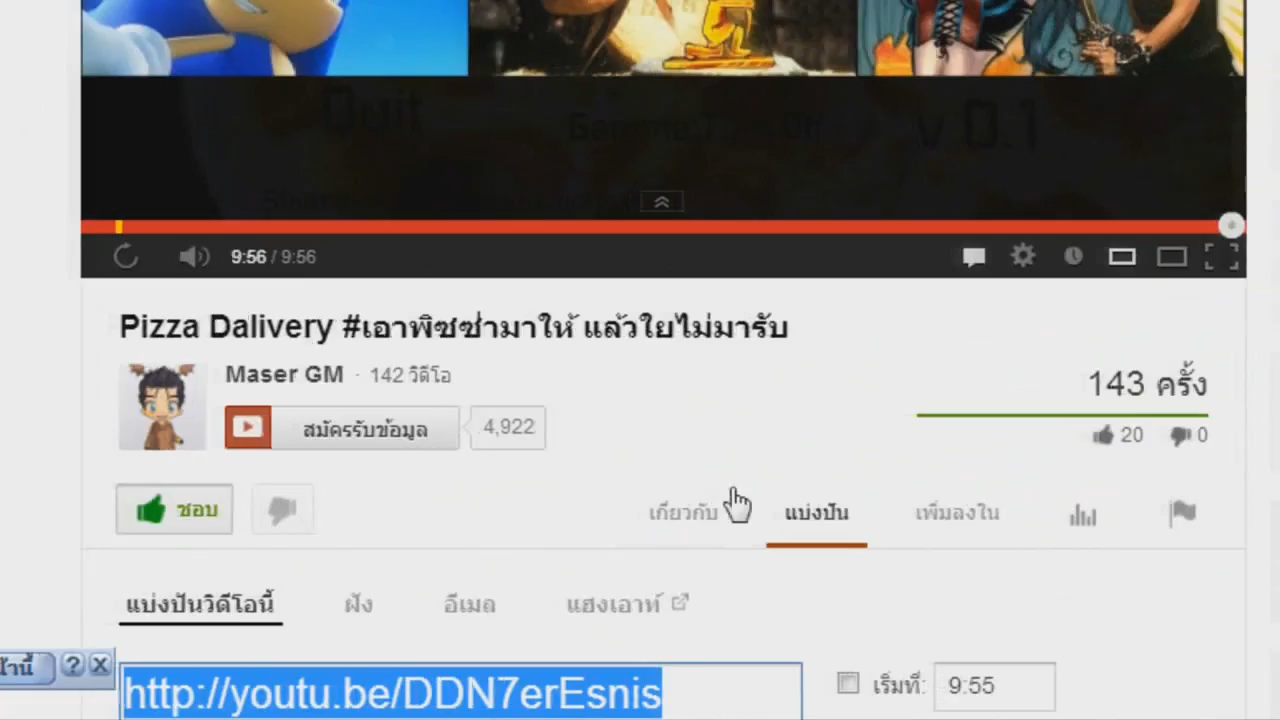 Quit
v 0.1
9:56 / 9:56
Pizza Dalivery #เอาพิซซ่ามาให้ แล้วใยไม่มารับ
Maser GM · 142 วิดีโอ
143 ครั้ง
สมัครรับข้อมูล 4,922
20 0
ชอบ
เกี่ยวกับ แบ่งปัน เพิ่มลงใน
แบ่งปันวิดีโอนี้ ฝัง อีเมล แฮงเอาท์
http://youtu.be/DDN7erEsnis
เริ่มที่: 9:55